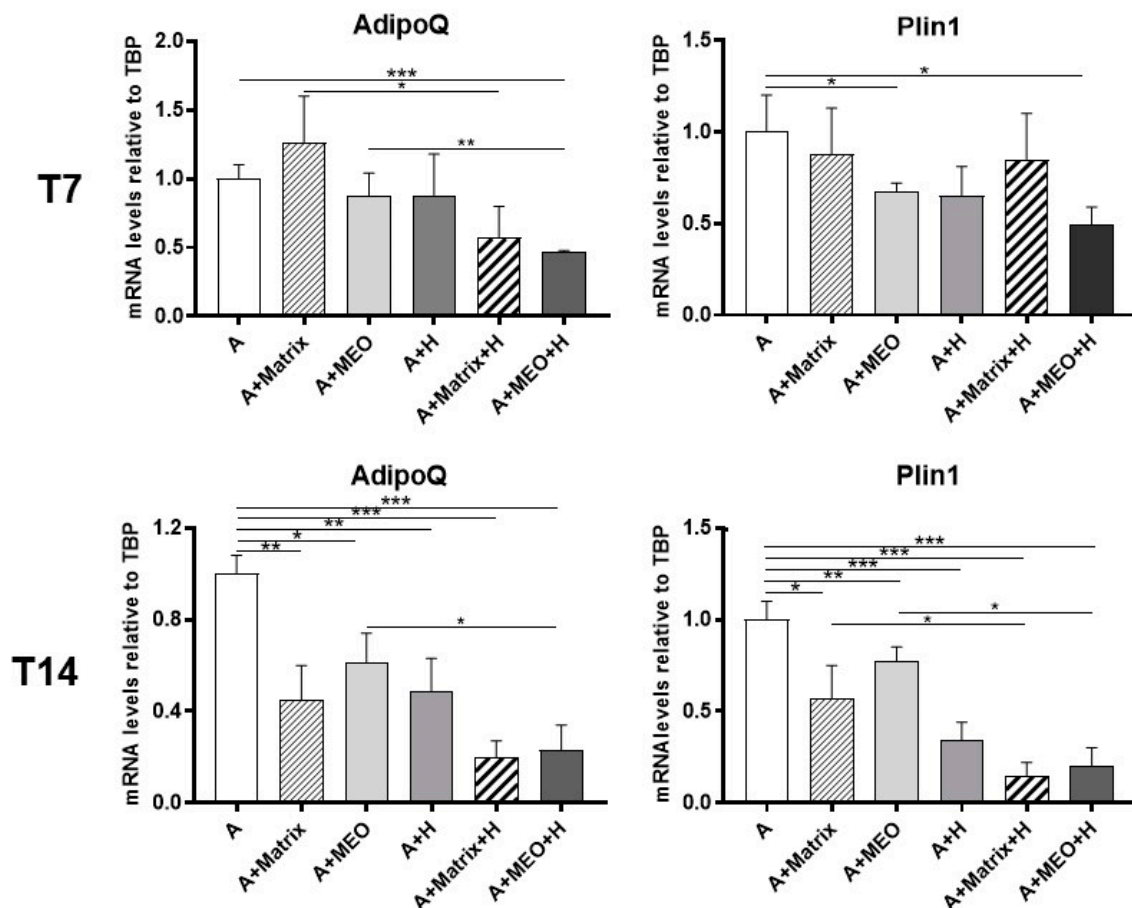 T7
AdipoQ
mRNA levels relative to TBP
2.0
1.5
1.0
0.5
0.0
***
*
**
A
A+Matrix
A+MEO
A+H
A+Matrix+H
A+MEO+H
Plin1
mRNA levels relative to TBP
1.5
1.0
0.5
0.0
*
*
A
A+Matrix
A+MEO
A+H
A+Matrix+H
A+MEO+H
T14
AdipoQ
mRNA levels relative to TBP
1.2
0.8
0.4
0.0
***
***
**
*
**
*
A
A+Matrix
A+MEO
A+H
A+Matrix+H
A+MEO+H
Plin1
mRNAlevels relative to TBP
1.5
1.0
0.5
0.0
***
***
***
**
*
*
*
A
A+Matrix
A+MEO
A+H
A+Matrix+H
A+MEO+H